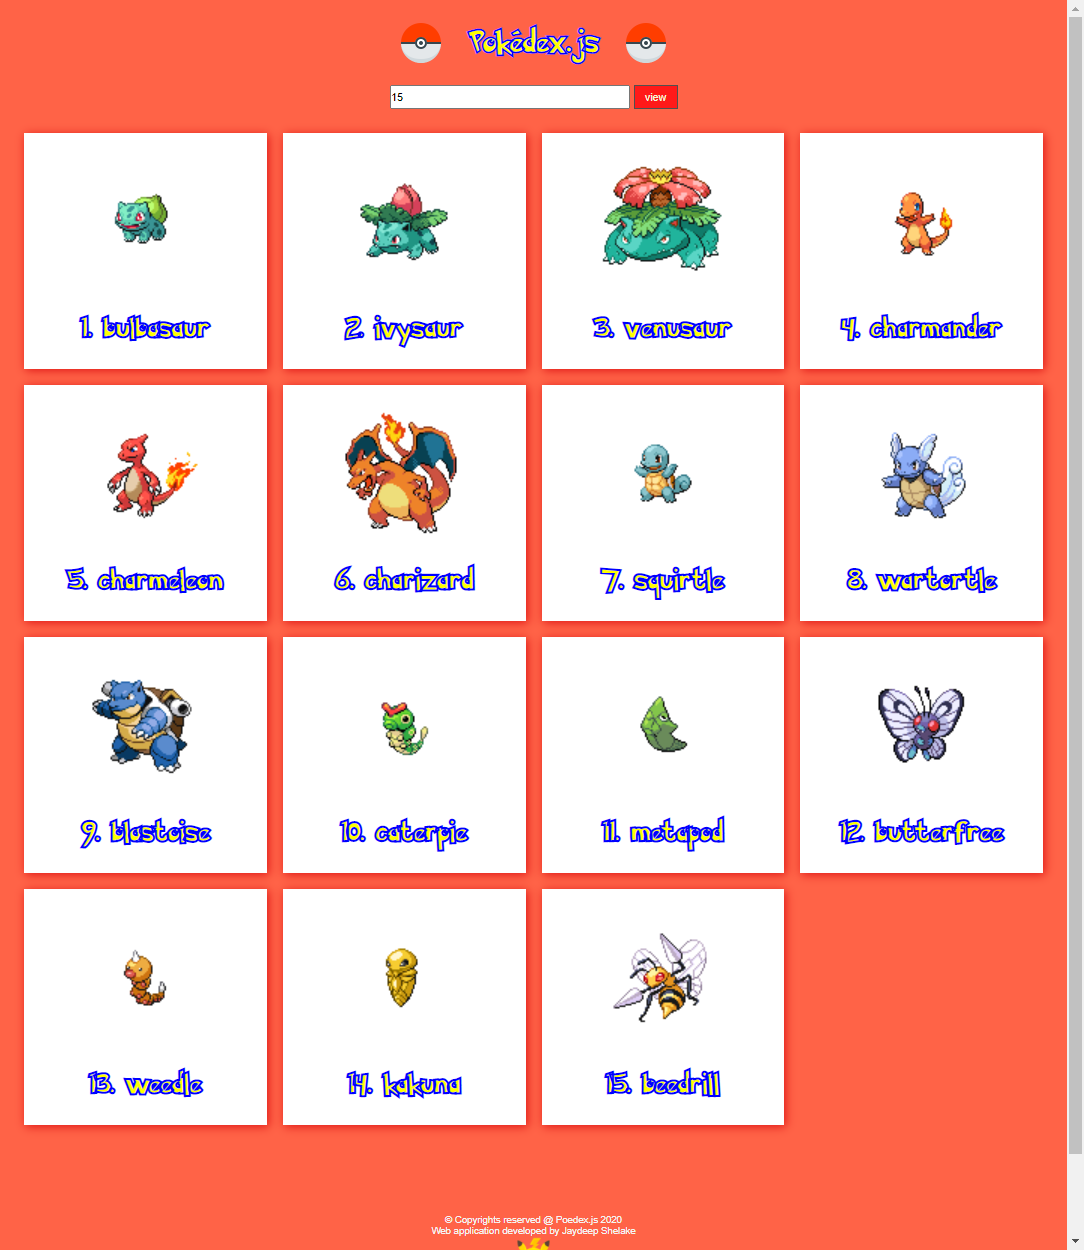 Pokédex.js
15 view
1. bulbasaur
2. ivysaur
3. venusaur
4. charmander
5. charmeleon
6. charizard
7. squirtle
8. wartortle
9. blastoise
10. caterpie
11. metapod
12. butterfree
13. weedle
14. kakuna
15. beedrill
© Copyrights reserved @ Poedex.js 2020
Web application developed by Jaydeep Shelake